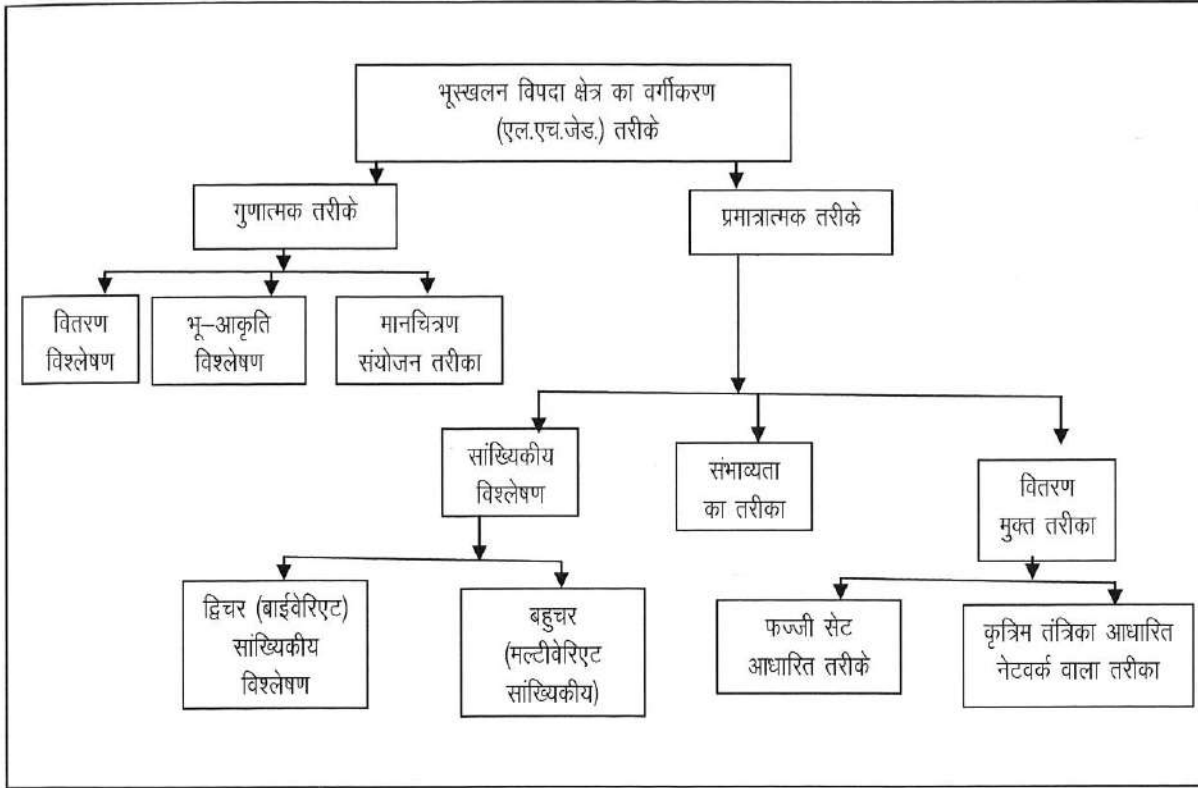 भूस्खलन विपदा क्षेत्र का वर्गीकरण
(एल.एच.जेड.) तरीके
गुणात्मक तरीके
प्रमात्रात्मक तरीके
वितरण
विश्लेषण
भू–आकृति
विश्लेषण
मानचित्रण
संयोजन तरीका
सांख्यिकीय
विश्लेषण
संभाव्यता
का तरीका
वितरण
मुक्त तरीका
द्विचर (बाईवेरिएट)
सांख्यिकीय
विश्लेषण
बहुचर
(मल्टीवेरिएट
सांख्यिकीय)
फज्जी सेट
आधारित तरीके
कृत्रिम तंत्रिका आधारित
नेटवर्क वाला तरीका